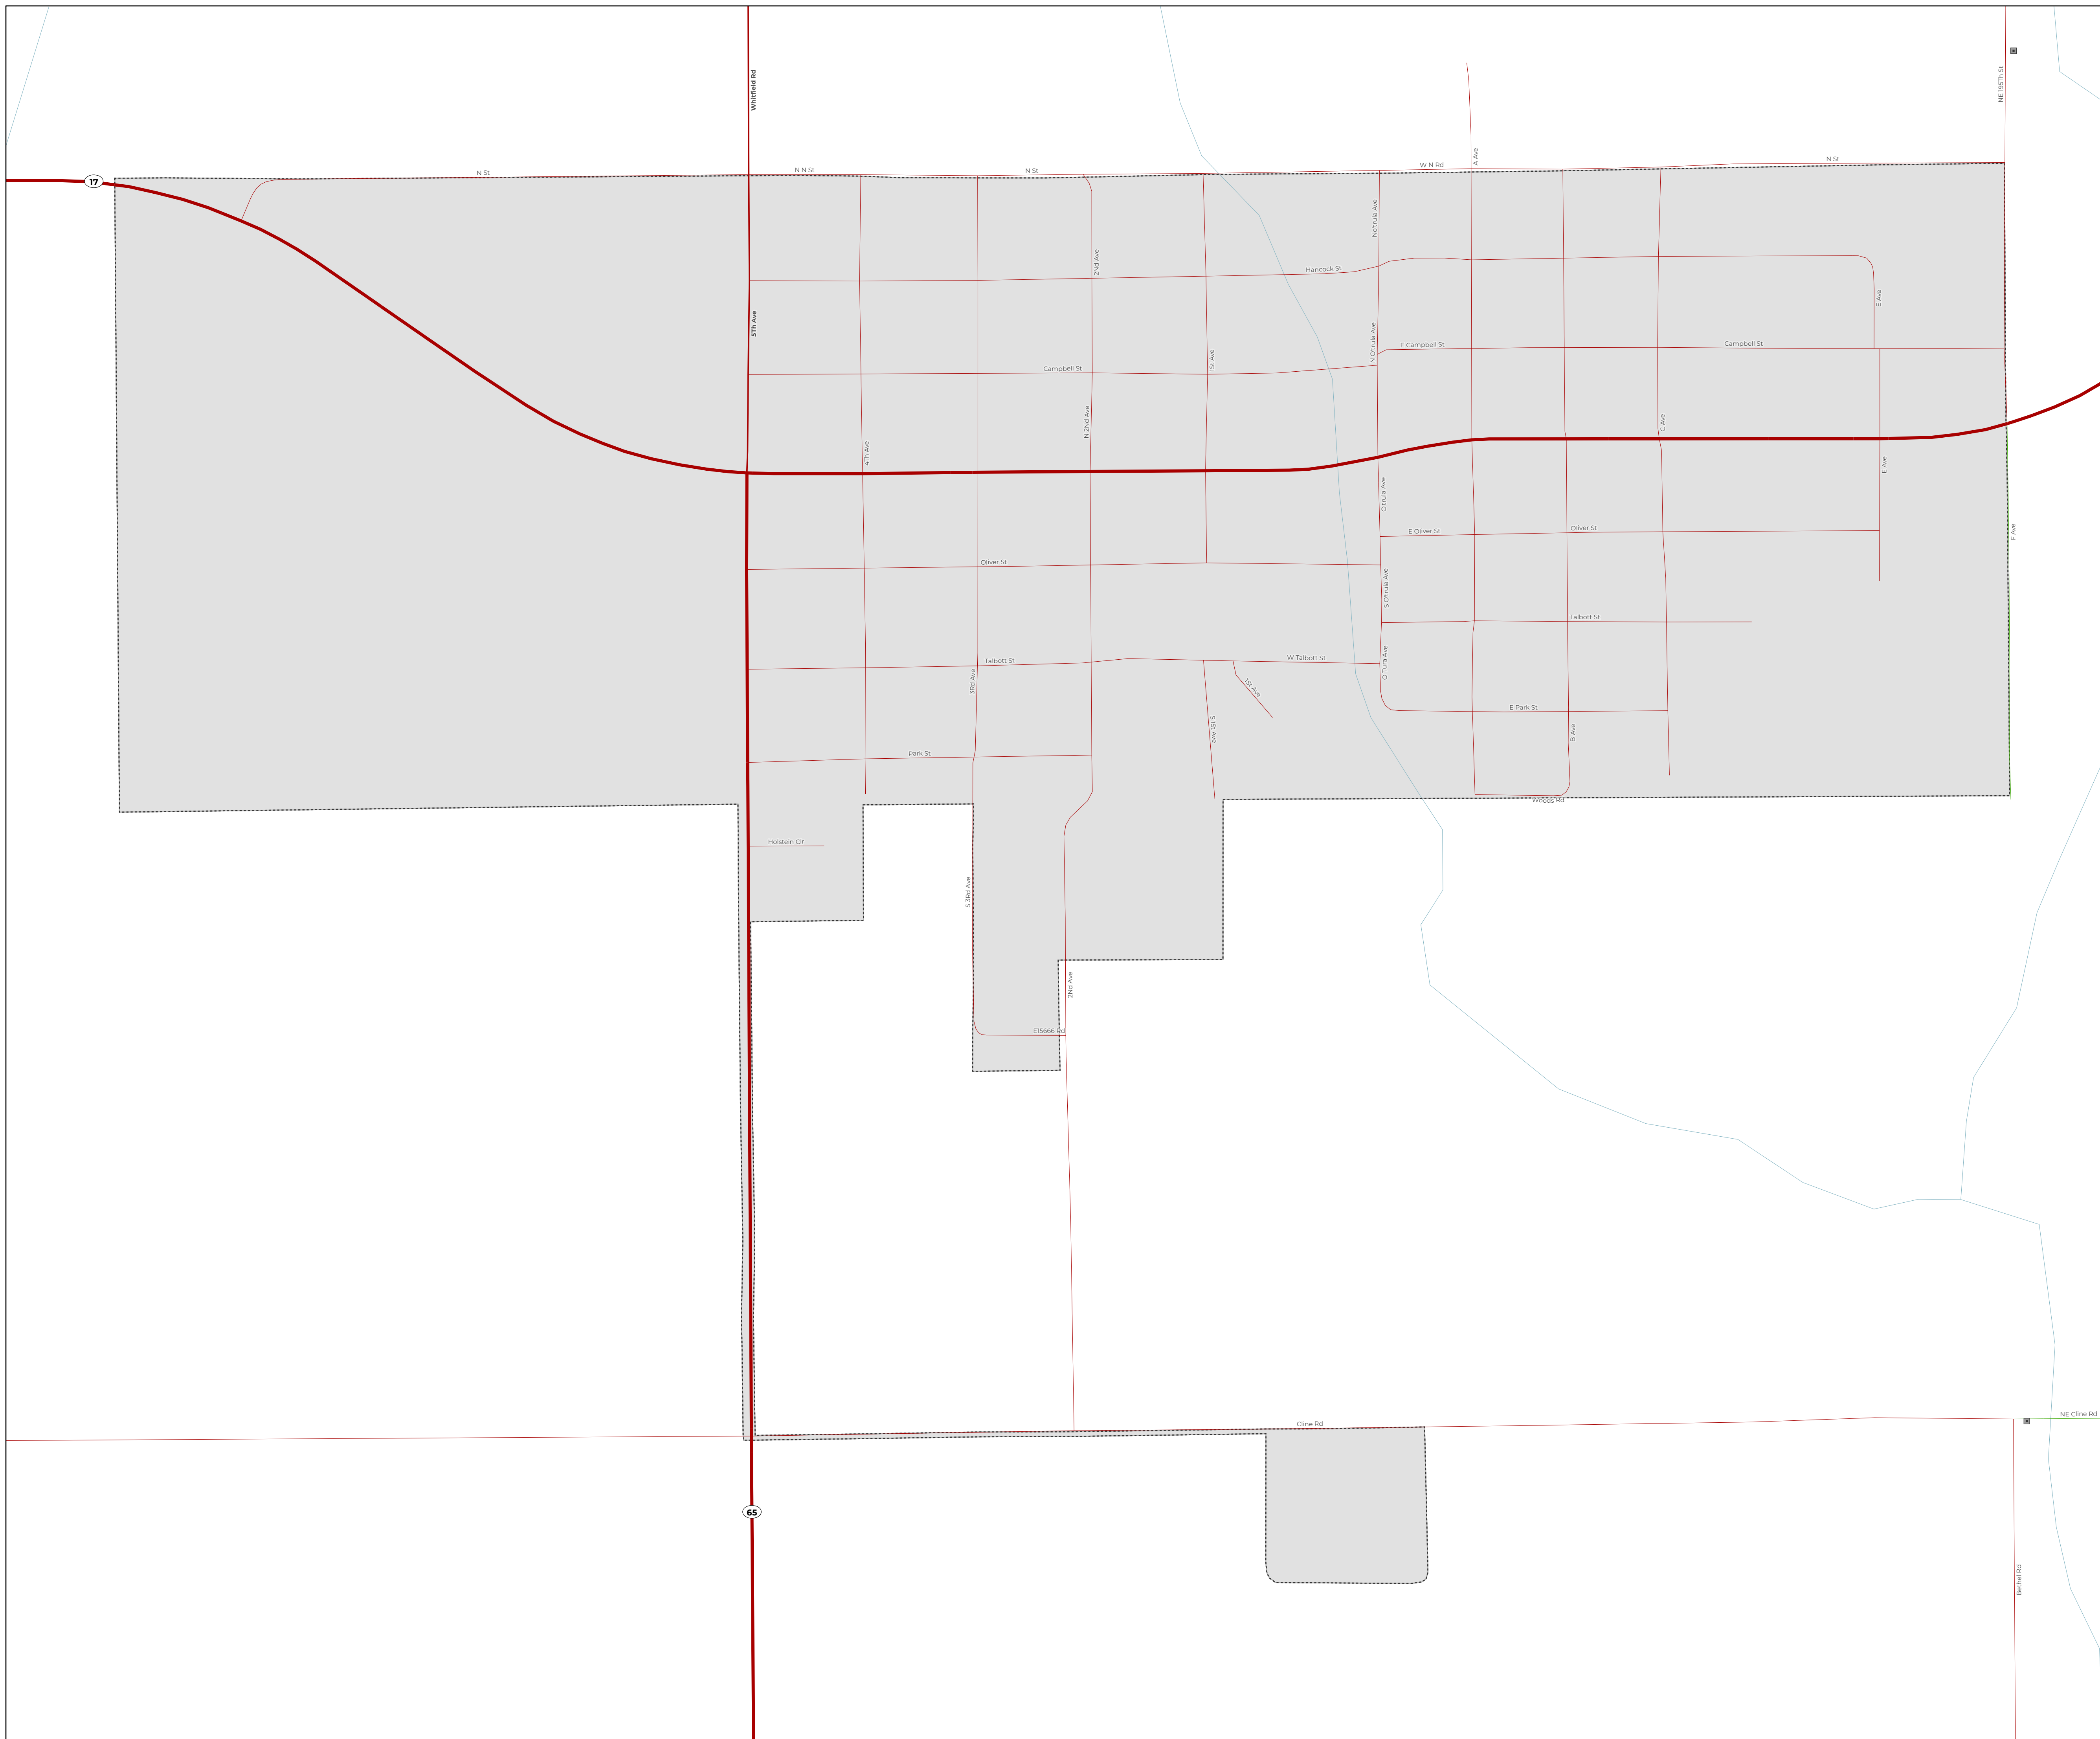 Whitfield Rd
NE 195Th St
A Ave
N St
W N Rd
N N St
N St
N St
17
No'trula Ave
2Nd Ave
Hancock St
E Ave
5Th Ave
N O'trula Ave
1St Ave
E Campbell St
Campbell St
Campbell St
N 2Nd Ave
C Ave
4Th Ave
E Ave
O'trula Ave
F Ave
E Oliver St
Oliver St
Oliver St
S O'trula Ave
Talbott St
O Tura Ave
Talbott St
W Talbott St
3Rd Ave
1St Ave
E Park St
S 1St Ave
B Ave
Park St
Woods Rd
Holstein Cir
S 3Rd Ave
2Nd Ave
E15666 Rd
Cline Rd
NE Cline Rd
65
Bethel Rd